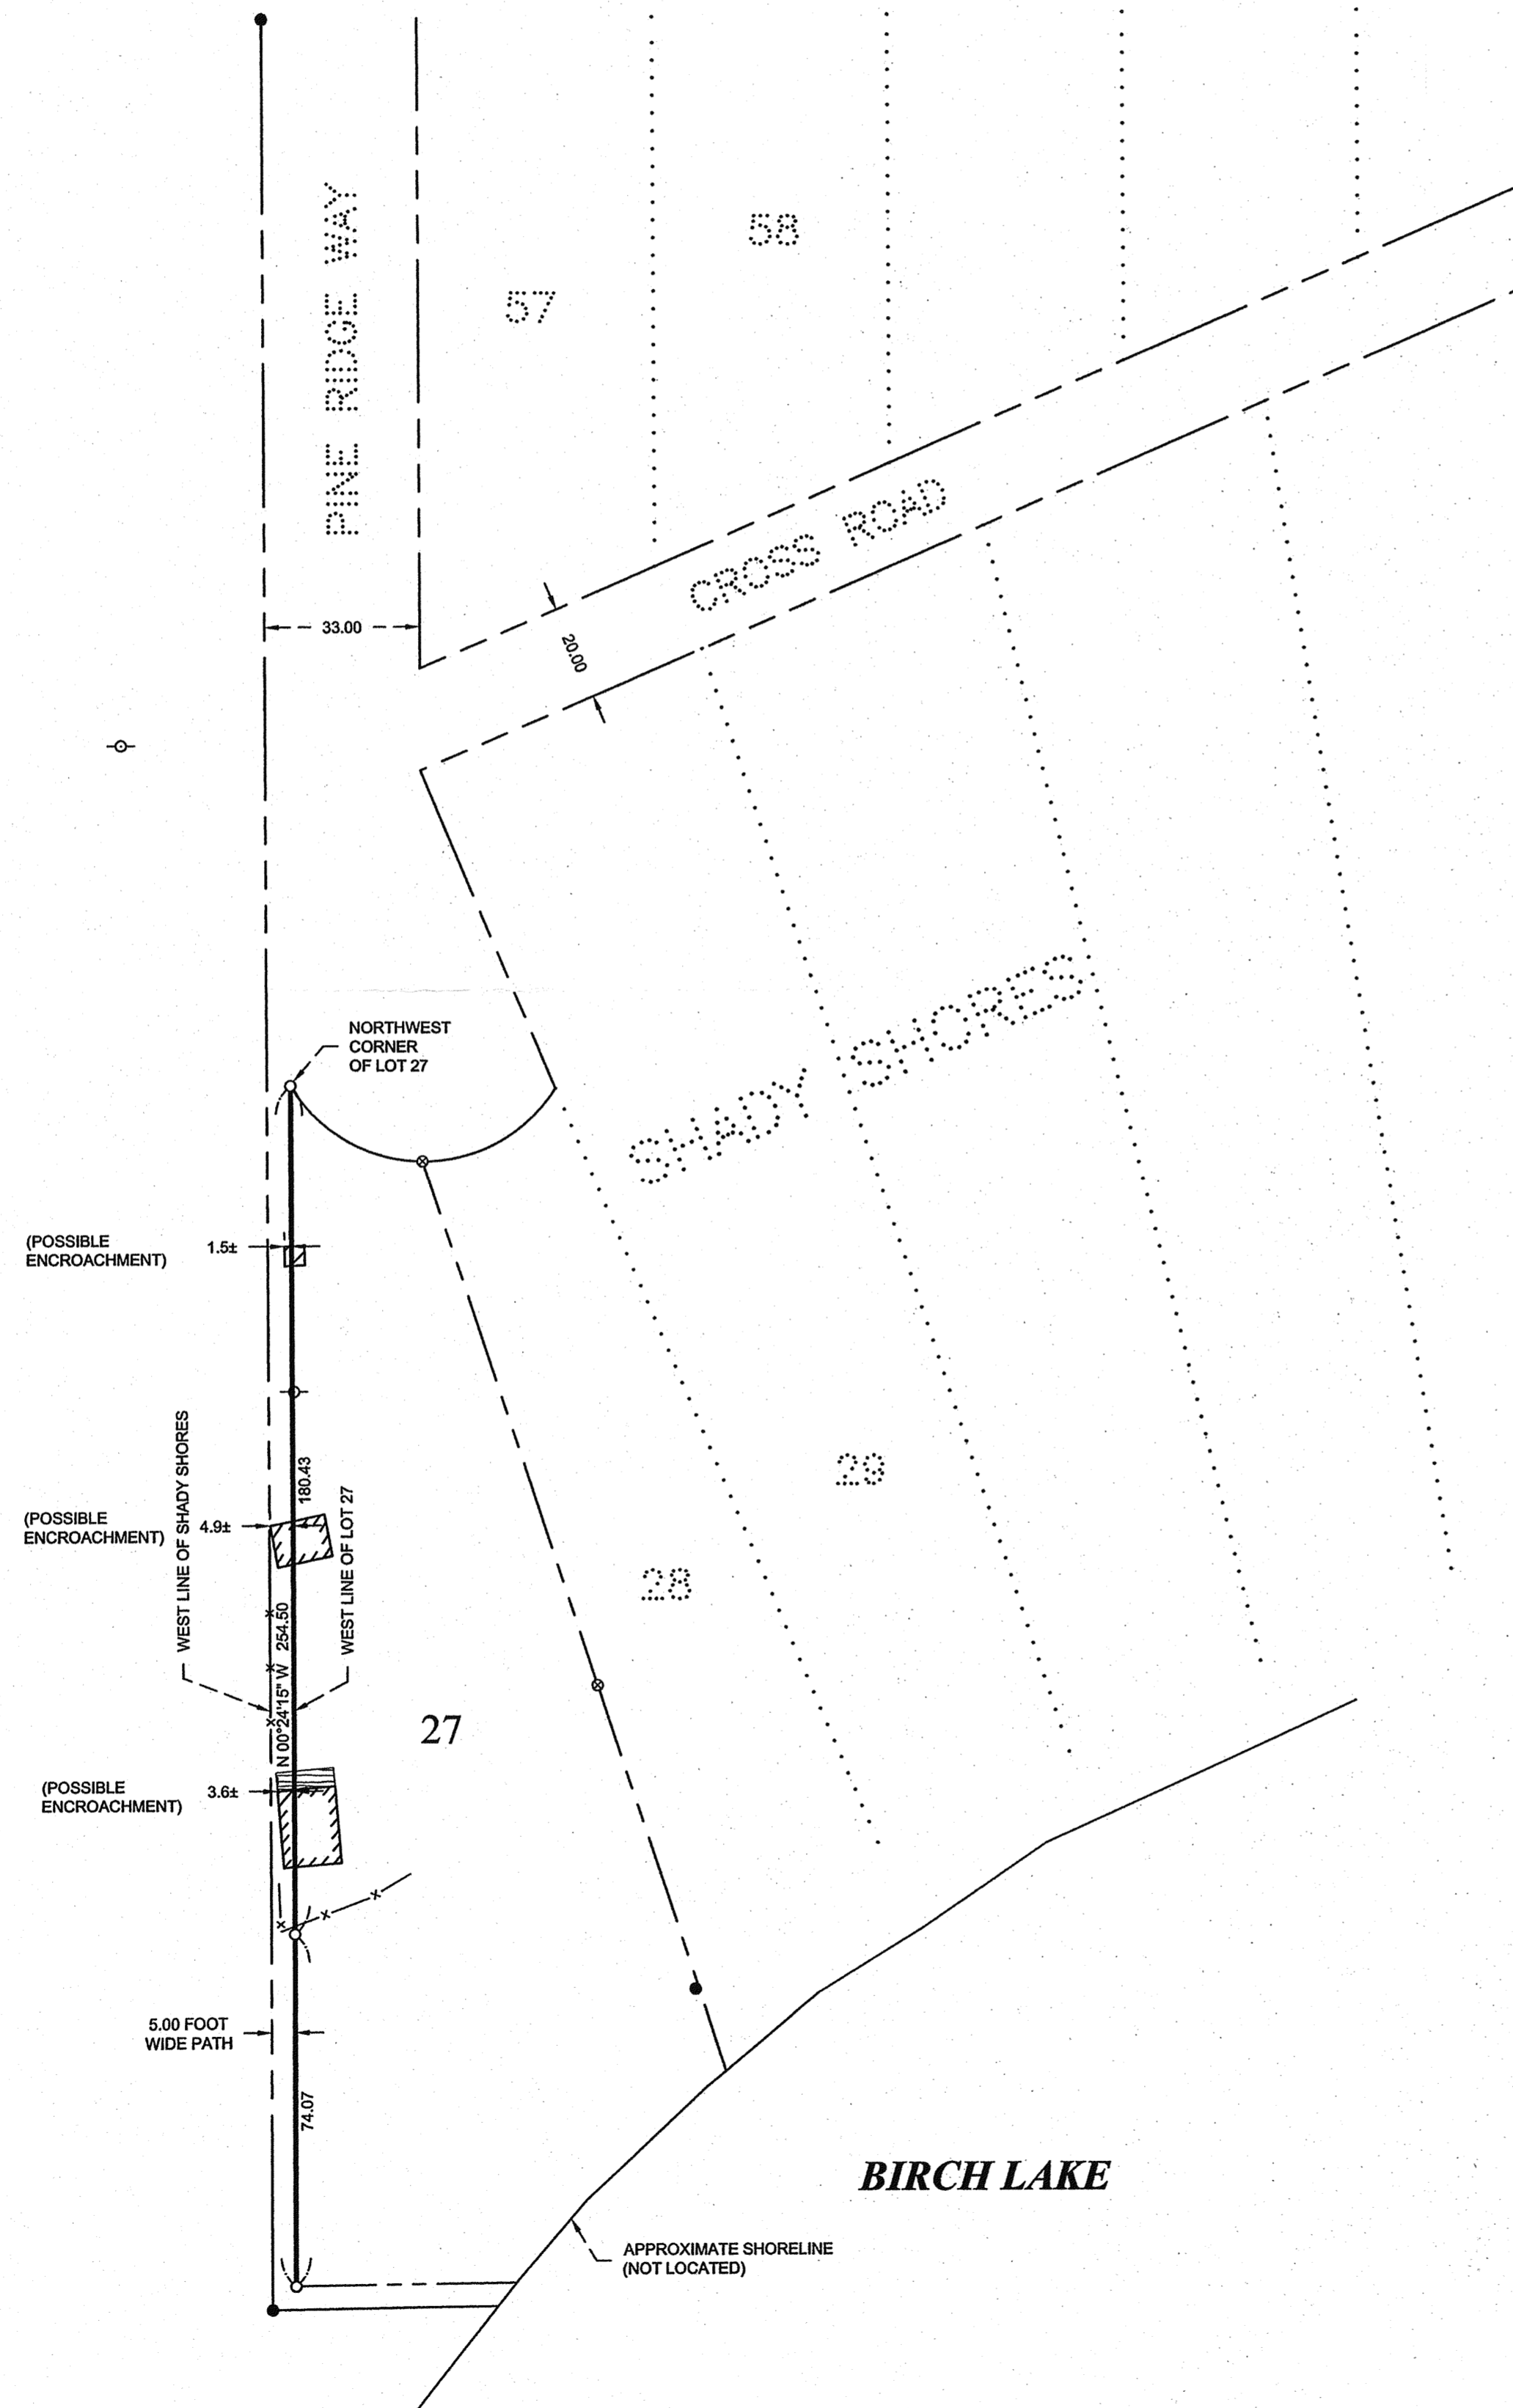 PINE RIDGE WAY
58
57
CROSS ROAD
33.00
20.00
NORTHWEST
CORNER
OF LOT 27
SHADY SHORES
(POSSIBLE
ENCROACHMENT)
1.5±
WEST LINE OF SHADY SHORES
180.43
WEST LINE OF LOT 27
29
(POSSIBLE
ENCROACHMENT)
4.9±
28
N 00°24'15" W 254.50
27
(POSSIBLE
ENCROACHMENT)
3.6±
5.00 FOOT
WIDE PATH
74.07
BIRCH LAKE
APPROXIMATE SHORELINE
(NOT LOCATED)